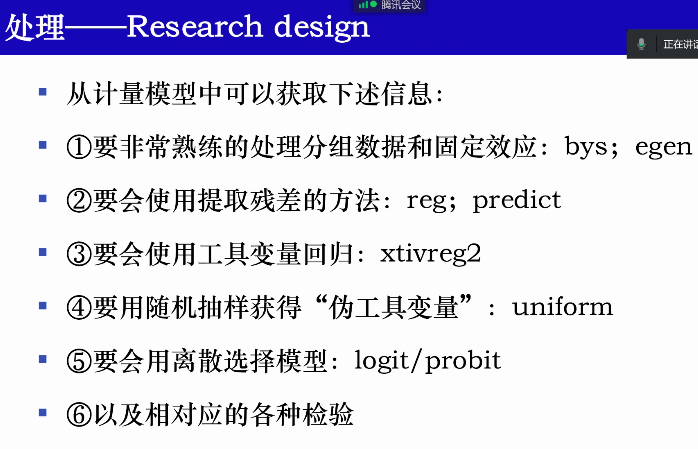 腾讯会议
处理——Research design
正在讲话
从计量模型中可以获取下述信息：
①要非常熟练的处理分组数据和固定效应：bys；egen
②要会使用提取残差的方法：reg；predict
③要会使用工具变量回归：xtivreg2
④要用随机抽样获得“伪工具变量”：uniform
⑤要会用离散选择模型：logit/probit
⑥以及相对应的各种检验